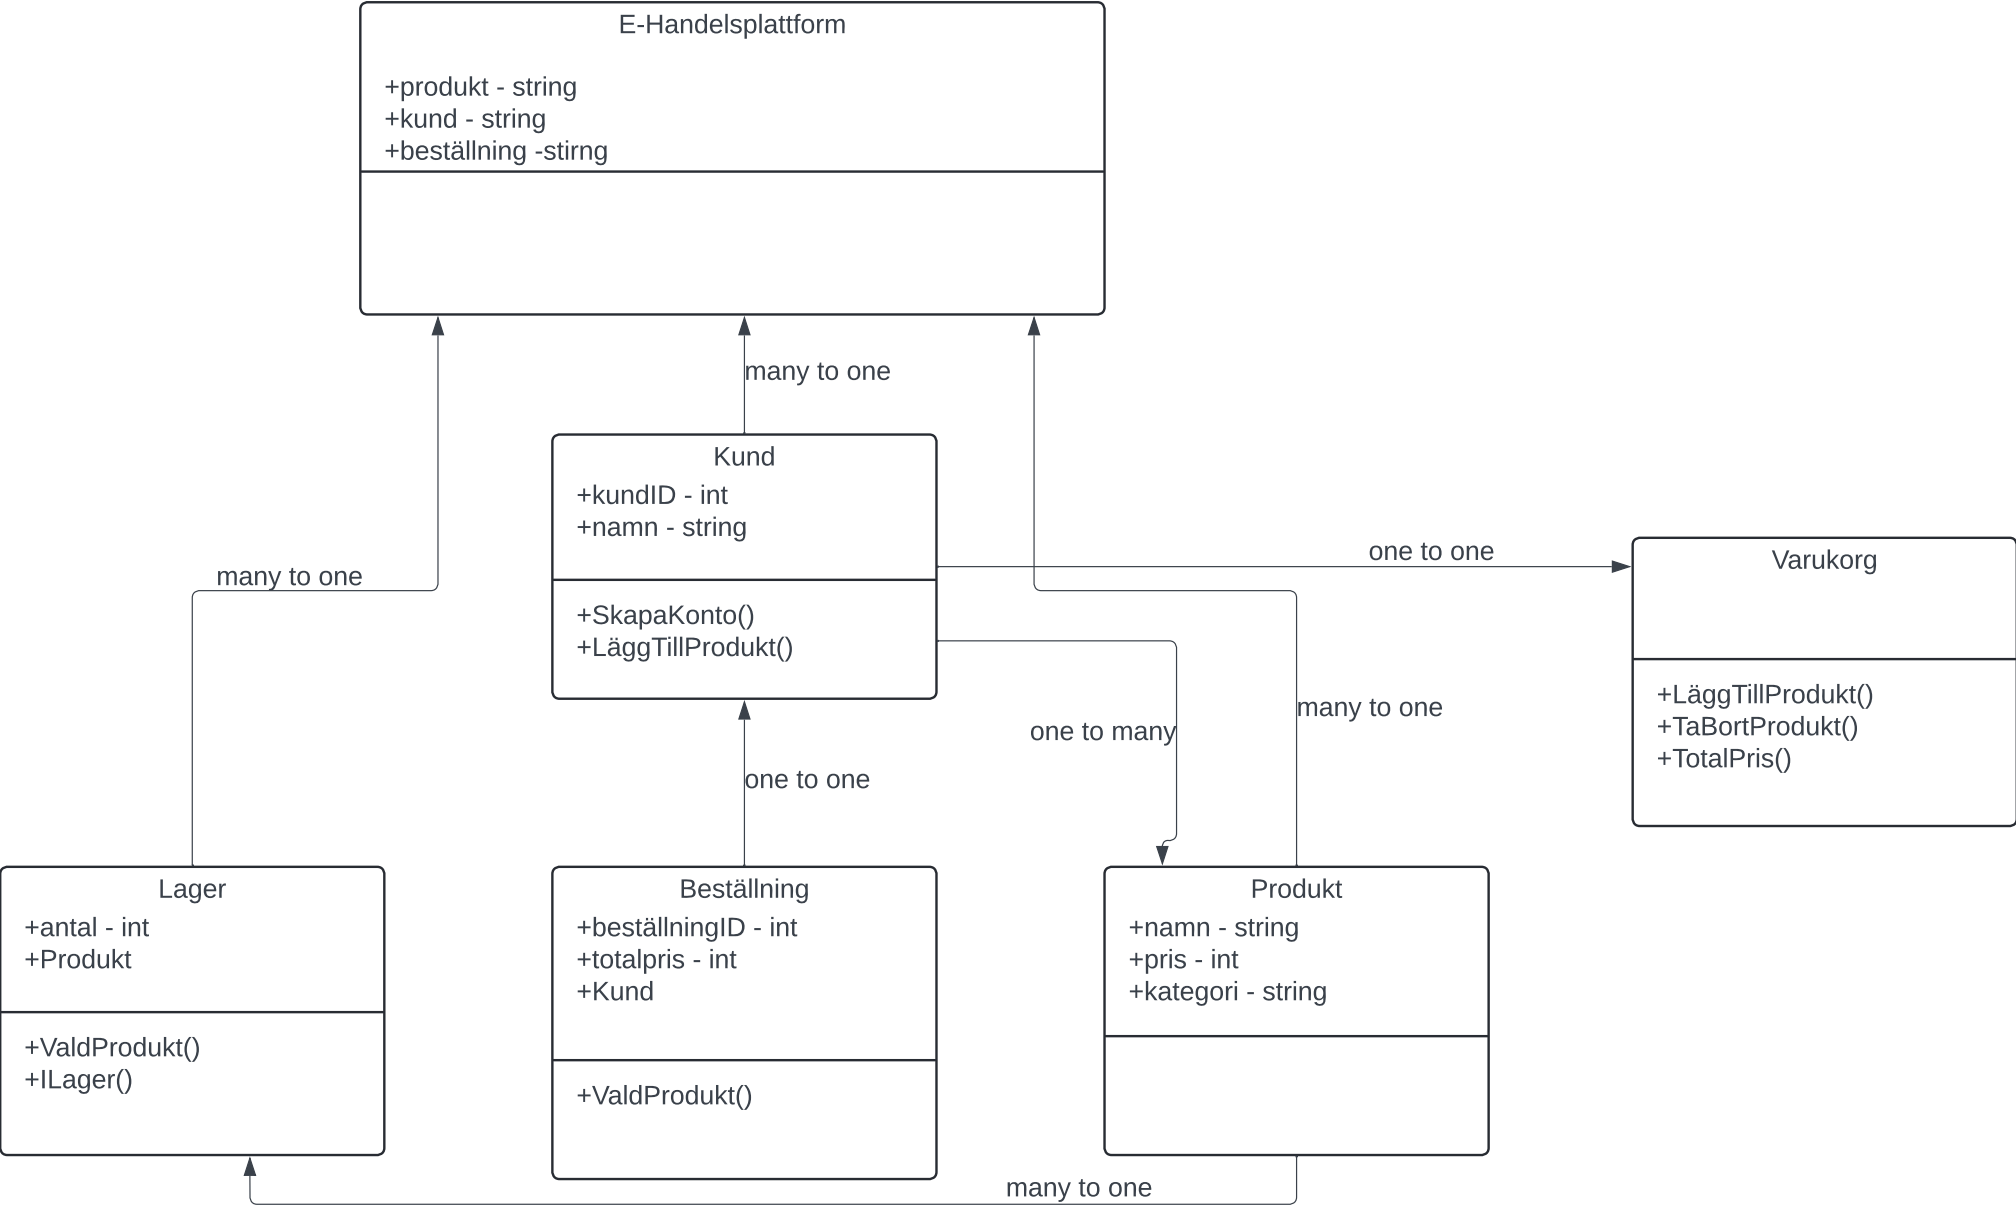 E-Handelsplattform
+produkt - string
+kund - string
+beställning -stirng
many to one
Kund
+kundID - int
+namn - string
+SkapaKonto()
+LäggTillProdukt()
one to one
Varukorg
+LäggTillProdukt()
+TaBortProdukt()
+TotalPris()
many to one
one to many
many to one
one to one
Lager
+antal - int
+Produkt
+ValdProdukt()
+ILager()
Beställning
+beställningID - int
+totalpris - int
+Kund
+ValdProdukt()
Produkt
+namn - string
+pris - int
+kategori - string
many to one